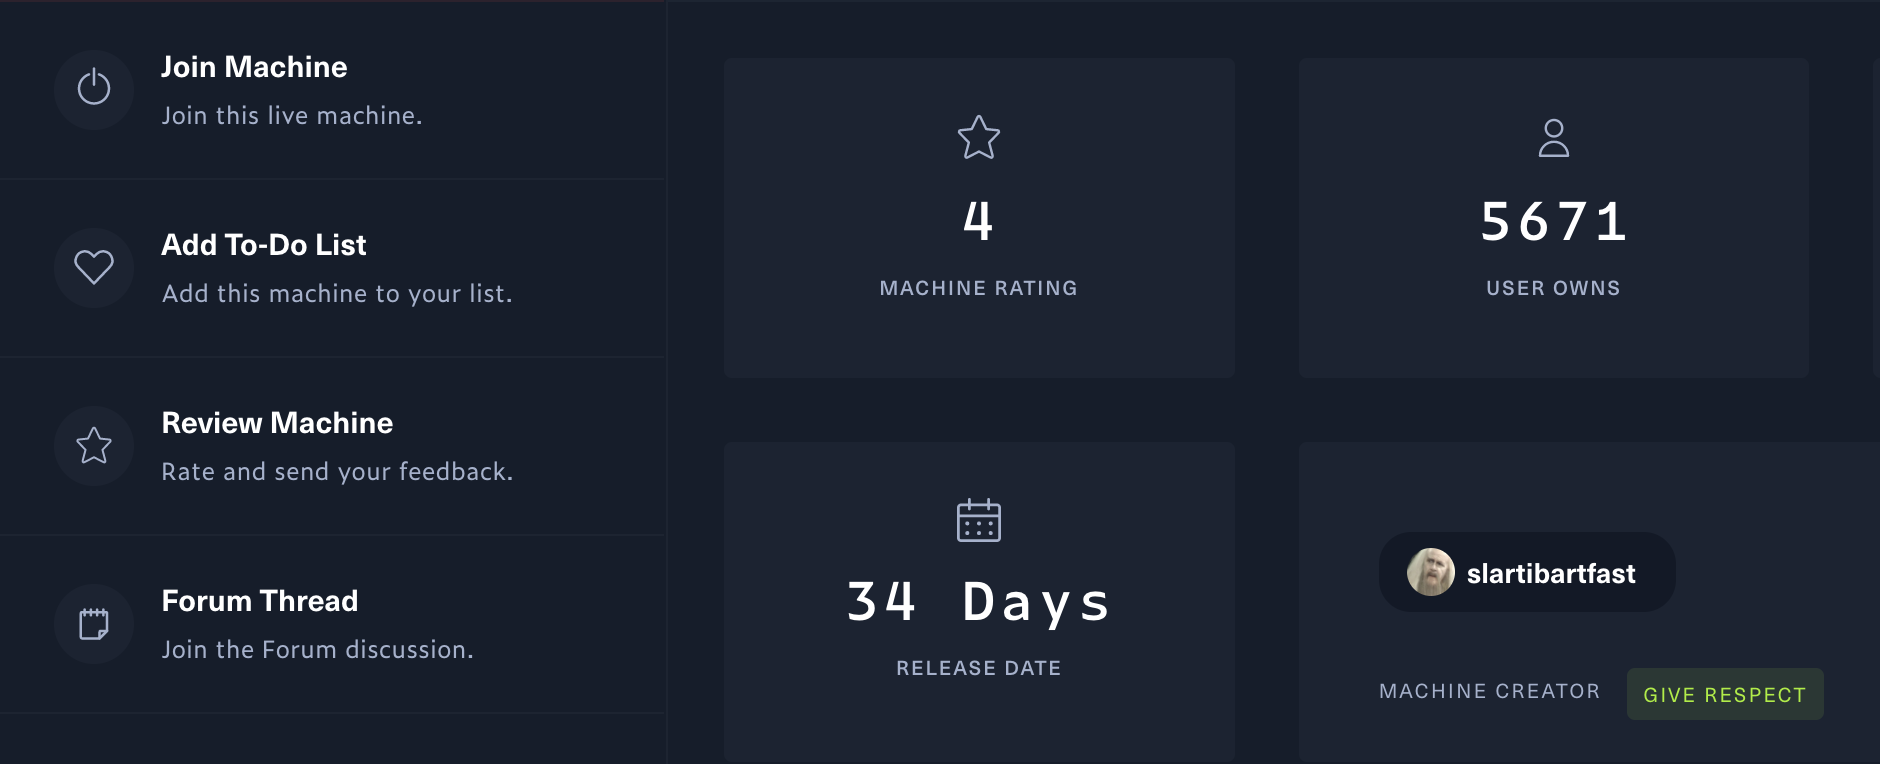 Join Machine
Join this live machine.
Add To-Do List
Add this machine to your list.
Review Machine
Rate and send your feedback.
Forum Thread
Join the Forum discussion.
4
MACHINE RATING
5671
USER OWNS
34 Days
RELEASE DATE
slartibartfast
MACHINE CREATOR
GIVE RESPECT